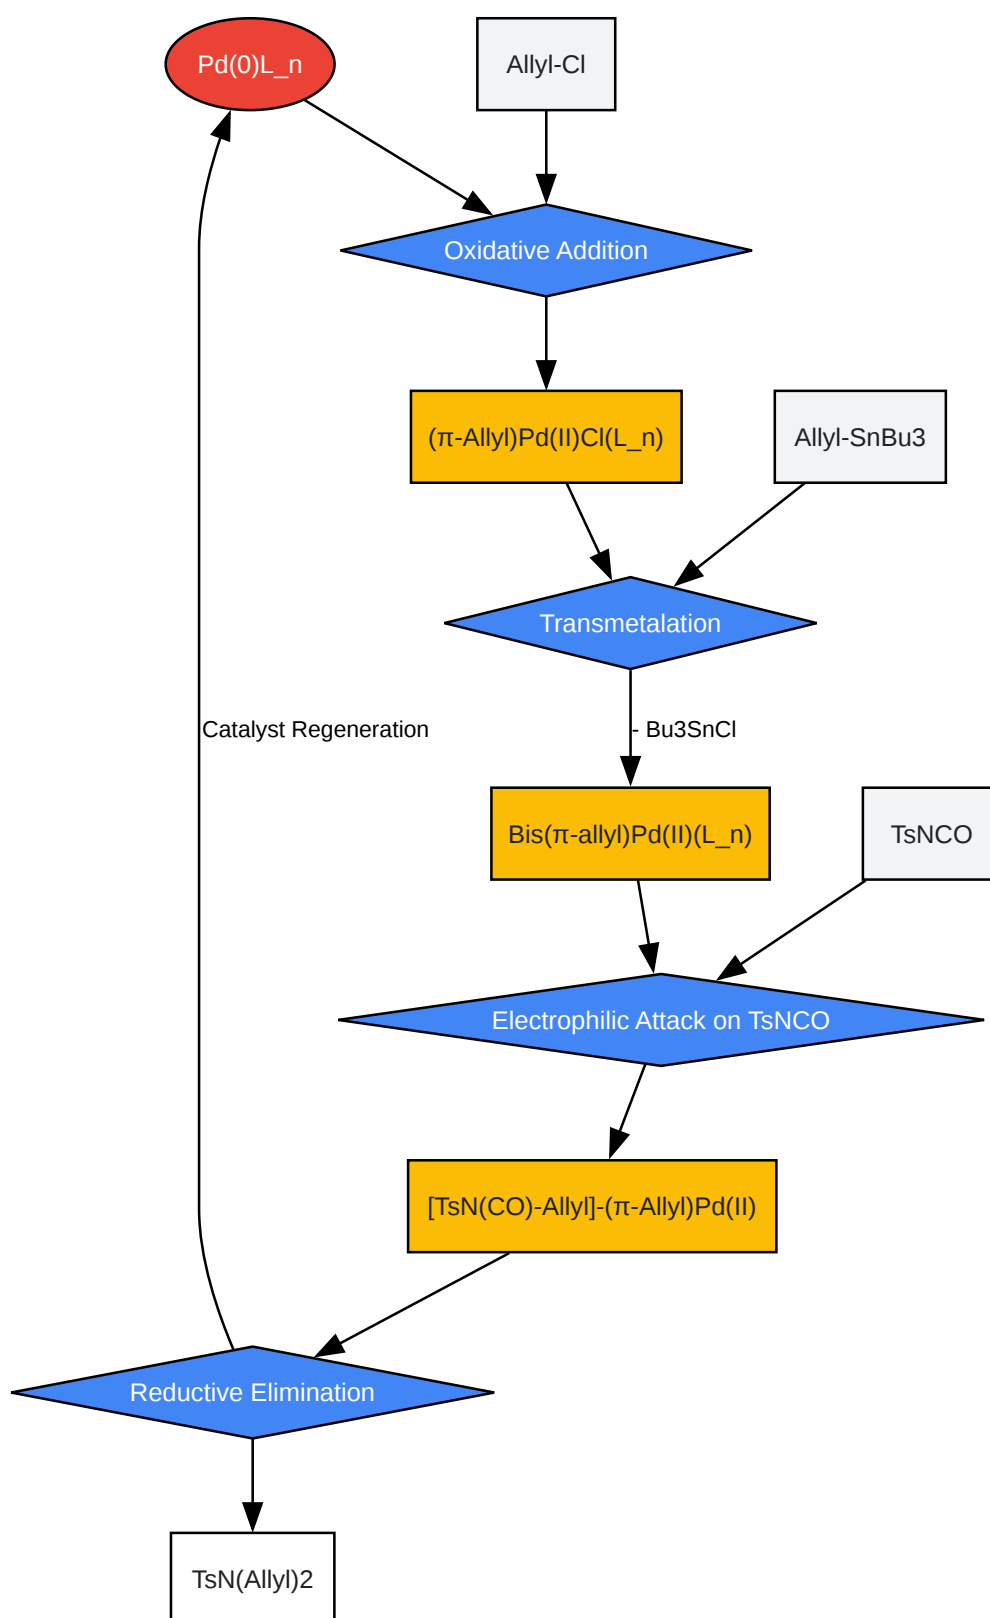 Pd(0)L_n
Allyl-Cl
Oxidative Addition
(π-Allyl)Pd(II)Cl(L_n)
Allyl-SnBu3
Transmetalation
Catalyst Regeneration
- Bu3SnCl
Bis(π-allyl)Pd(II)(L_n)
TsNCO
Electrophilic Attack on TsNCO
[TsN(CO)-Allyl]-(π-Allyl)Pd(II)
Reductive Elimination
TsN(Allyl)2